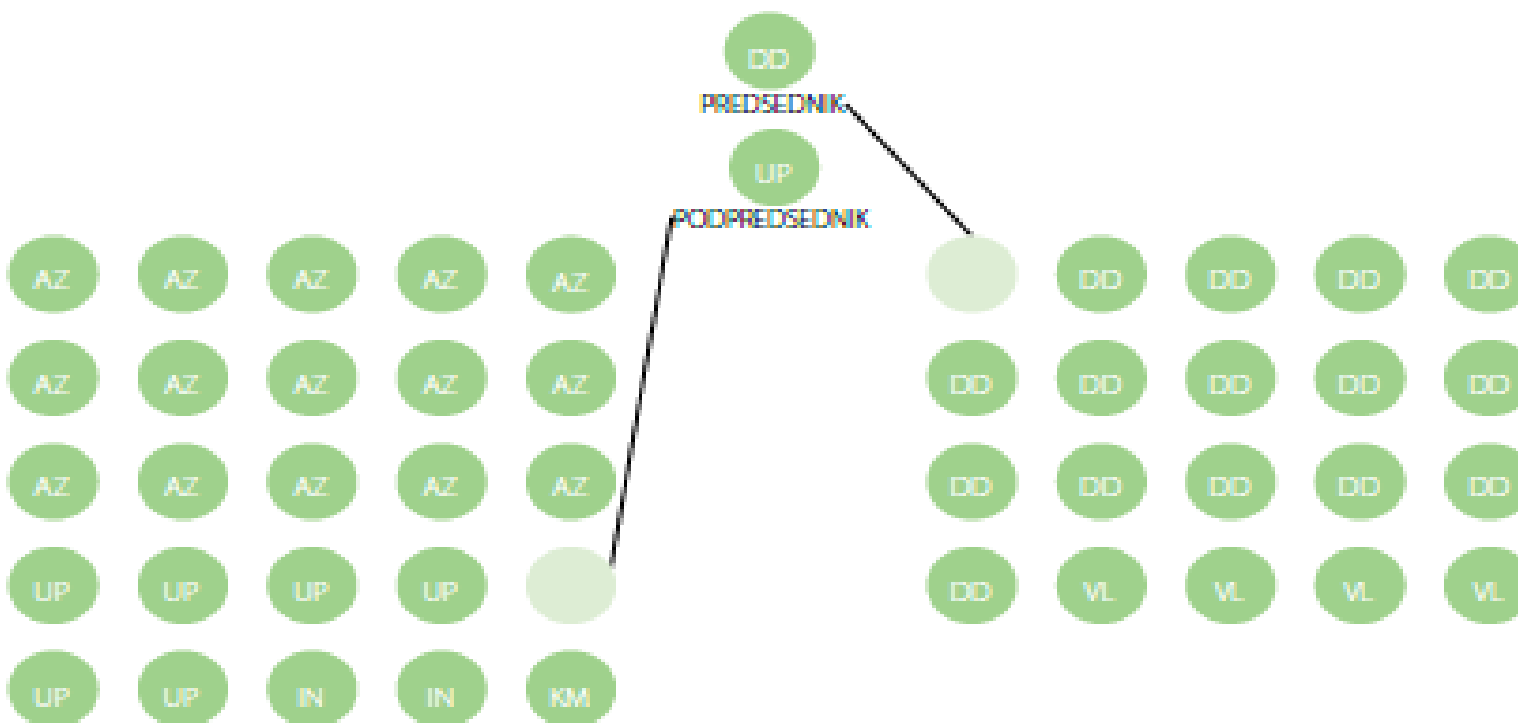 DD
PREDSEDNIK
UP
PODPREDSEDNIK
AZ AZ AZ AZ AZ DD DD DD DD
AZ AZ AZ AZ AZ DD DD DD DD DD
AZ AZ AZ AZ AZ DD DD DD DD DD
UP UP UP UP DD VL VL VL VL
UP UP IN IN KM